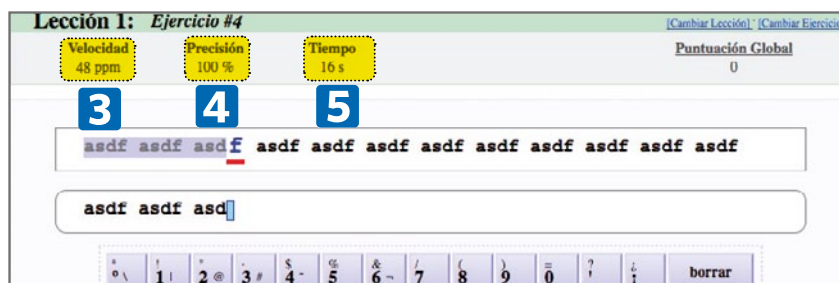 Lección 1: Ejercicio #4 [Cambiar Lección] [Cambiar Ejercicio
Velocidad Precisión Tiempo Puntuación Global
48 ppm 100 % 16 s 0
3 4 5
asdf asdf asdf asdf asdf asdf asdf asdf asdf asdf asdf asdf
asdf asdf asd
ª ! " · $ % & / ( ) = ? ¿
º \ 1 | 2 @ 3 # 4 ~ 5 6 ¬ 7 8 9 0 ' ¡ borrar